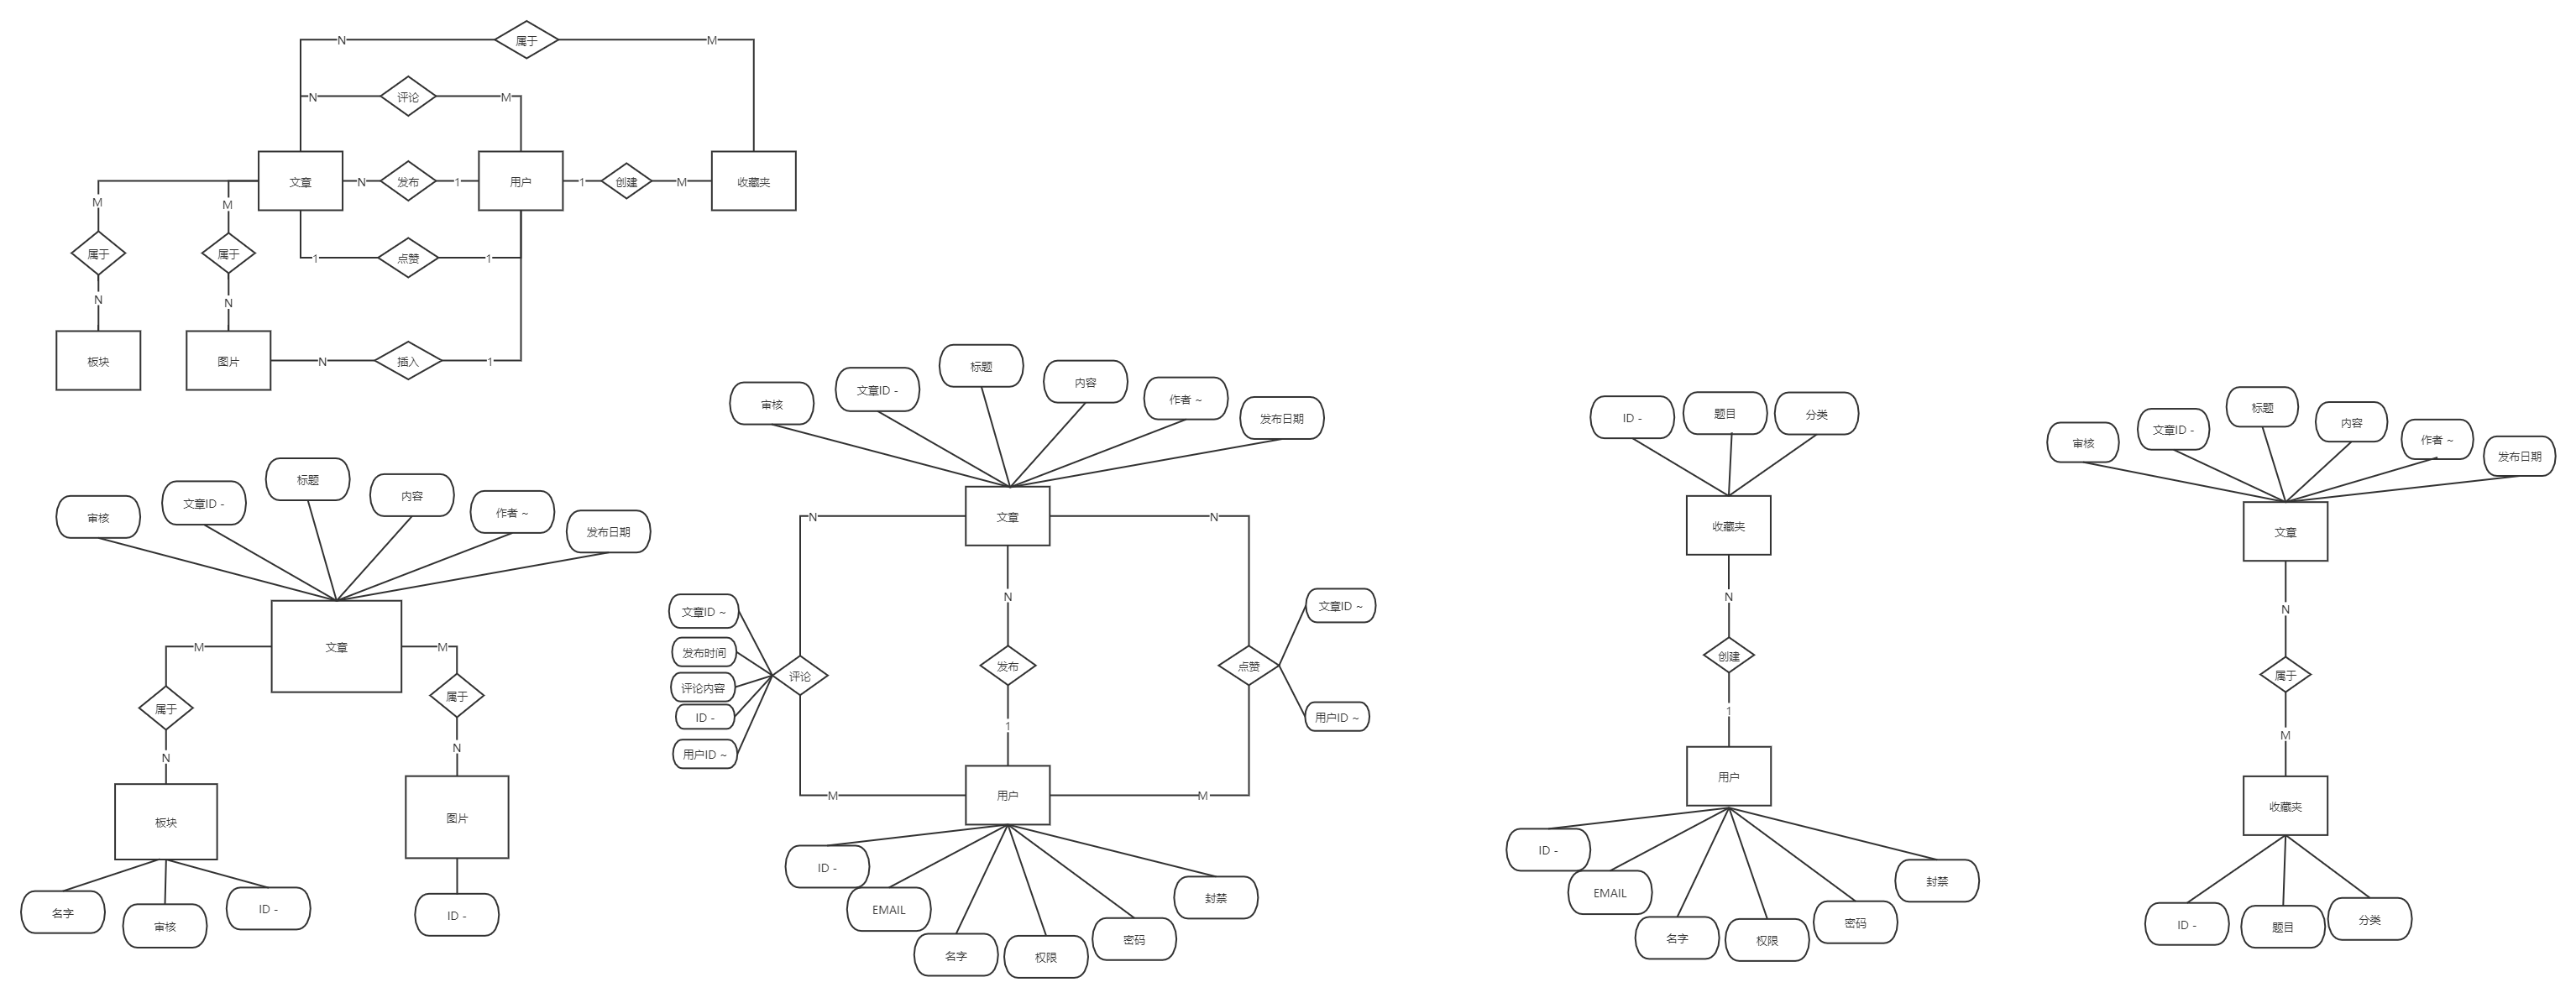 N
属于
M
N
评论
M
文章
N
发布
1
用户
1
创建
M
收藏夹
M
M
属于
属于
1
点赞
1
N
N
板块
图片
N
插入
1
审核
文章ID -
标题
内容
作者 ~
发布日期
文章
M
M
属于
属于
N
N
板块
图片
名字
审核
ID -
ID -
审核
文章ID -
标题
内容
作者 ~
发布日期
N
文章
N
文章ID ~
发布时间
评论内容
ID -
用户ID ~
评论
N
发布
1
点赞
文章ID ~
用户ID ~
M
用户
M
ID -
EMAIL
名字
权限
密码
封禁
ID -
题目
分类
收藏夹
N
创建
1
用户
ID -
EMAIL
名字
权限
密码
封禁
审核
文章ID -
标题
内容
作者 ~
发布日期
文章
N
属于
M
收藏夹
ID -
题目
分类